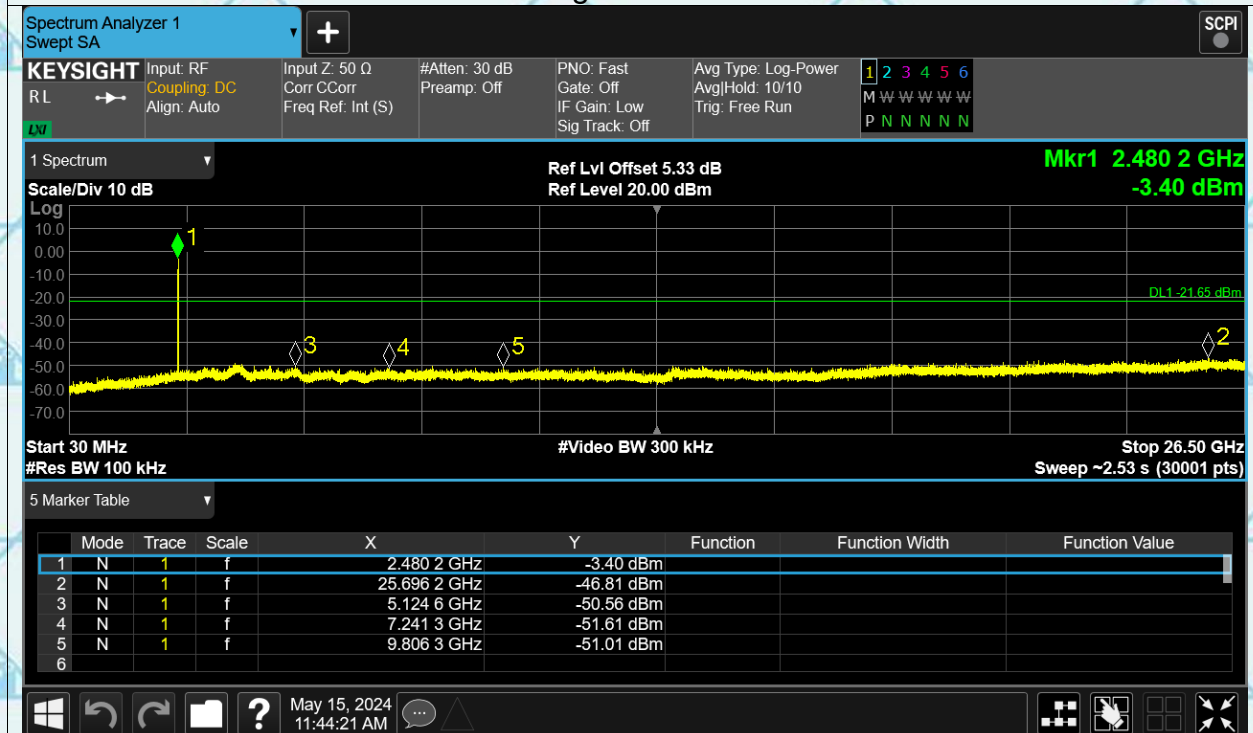 Spectrum Analyzer 1
Swept SA
+
SCPI
KEYSIGHT
RL
LXI
Input: RF
Coupling: DC
Align: Auto
Input Z: 50 Ω
Corr CCorr
Freq Ref: Int (S)
#Atten: 30 dB
Preamp: Off
PNO: Fast
Gate: Off
IF Gain: Low
Sig Track: Off
Avg Type: Log-Power
Avg|Hold: 10/10
Trig: Free Run
1 2 3 4 5 6
M W W W W W
P N N N N N N
1 Spectrum
Scale/Div 10 dB
Ref Lvl Offset 5.33 dB
Ref Level 20.00 dBm
Mkr1 2.480 2 GHz
-3.40 dBm
Log
10.0
0.00
-10.0
-20.0
-30.0
-40.0
-50.0
-60.0
-70.0
1
DL1 -21.65 dBm
3
4
5
2
Start 30 MHz
#Video BW 300 kHz
Stop 26.50 GHz
#Res BW 100 kHz
Sweep ~2.53 s (30001 pts)
5 Marker Table
Mode Trace Scale X Y Function Function Width Function Value
1 N 1 f 2.480 2 GHz -3.40 dBm
2 N 1 f 25.696 2 GHz -46.81 dBm
3 N 1 f 5.124 6 GHz -50.56 dBm
4 N 1 f 7.241 3 GHz -51.61 dBm
5 N 1 f 9.806 3 GHz -51.01 dBm
6
?
May 15, 2024
11:44:21 AM